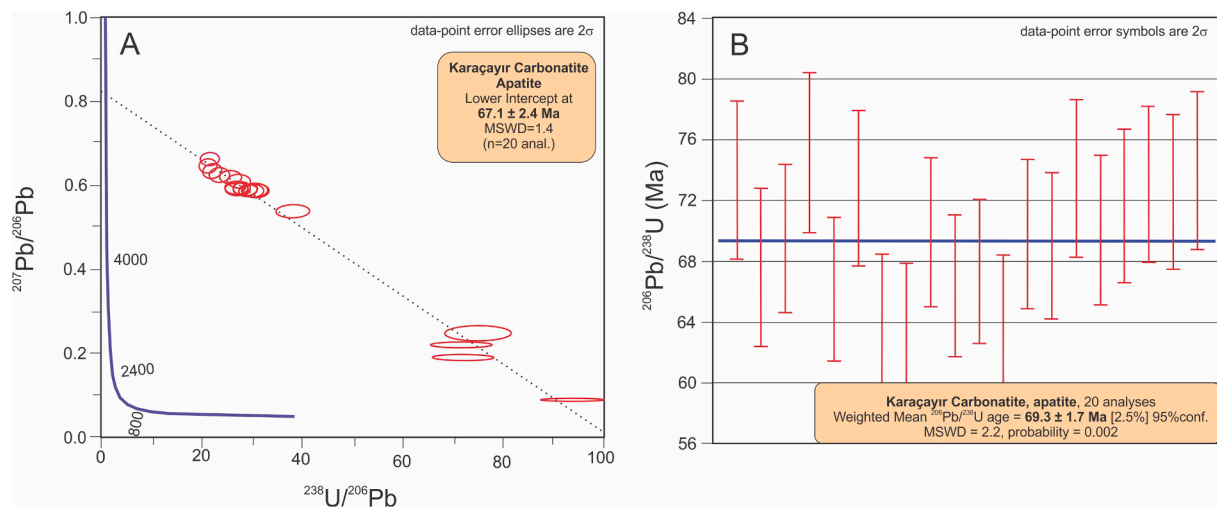 A
data-point error ellipses are 2σ
Karaçayır Carbonatite
Apatite
Lower Intercept at
67.1 ± 2.4 Ma
MSWD=1.4
(n=20 anal.)
1.0
0.8
0.6
0.4
0.2
0.0
²⁰⁷Pb/²⁰⁶Pb
4000
2400
800
0
20
40
60
80
100
²³⁸U/²⁰⁶Pb
B
data-point error symbols are 2σ
84
80
76
72
68
64
60
56
²⁰⁶Pb/²³⁸U (Ma)
Karaçayır Carbonatite, apatite, 20 analyses
Weighted Mean ²⁰⁶Pb/²³⁸U age = 69.3 ± 1.7 Ma [2.5%] 95%conf.
MSWD = 2.2, probability = 0.002